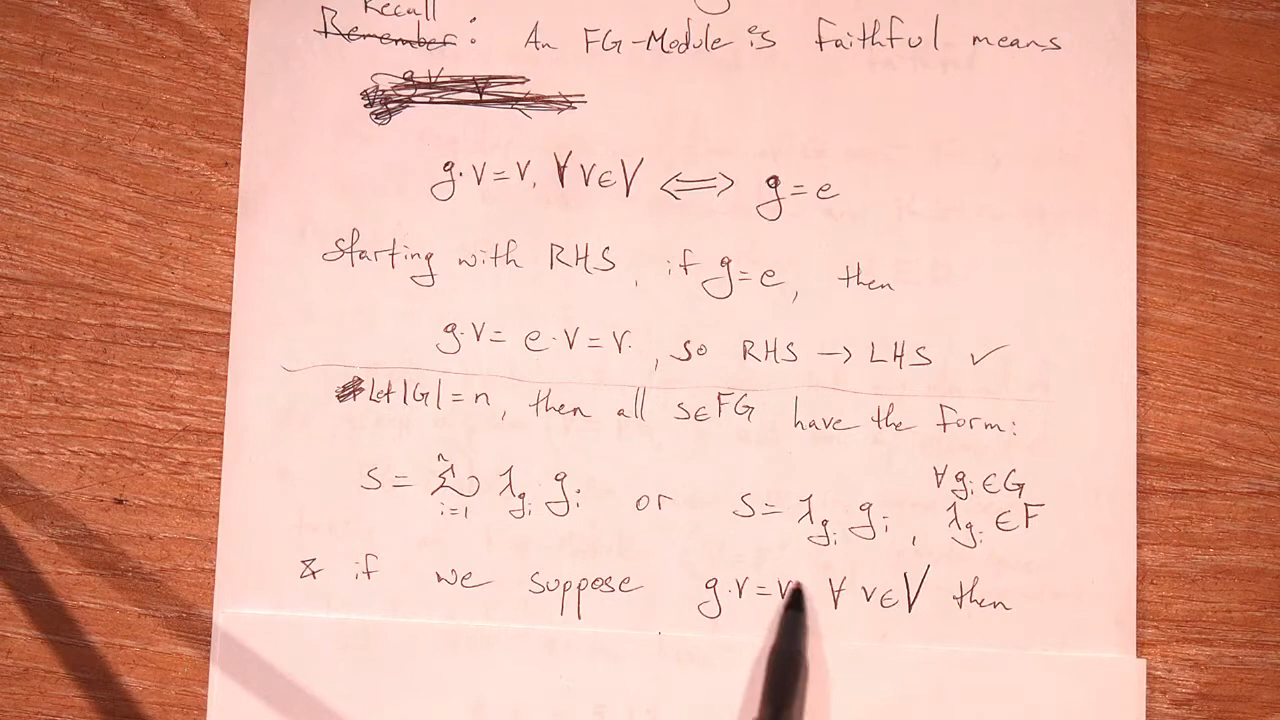 Recall
Remember: An FG-Module is faithful means
g·v=v, ∀ v∈V ⟺ g=e
starting with RHS, if g=e, then
g·v= e·v=v. , so RHS → LHS ✓
Let |G|=n, then all s∈FG have the form:
s= ∑_{i=1}^{n} λ_{g_i} g_i or s= λ_{g_i} g_i , ∀ g_i∈G λ_{g_i} ∈F
& if we suppose g·v=v ∀ v∈V then